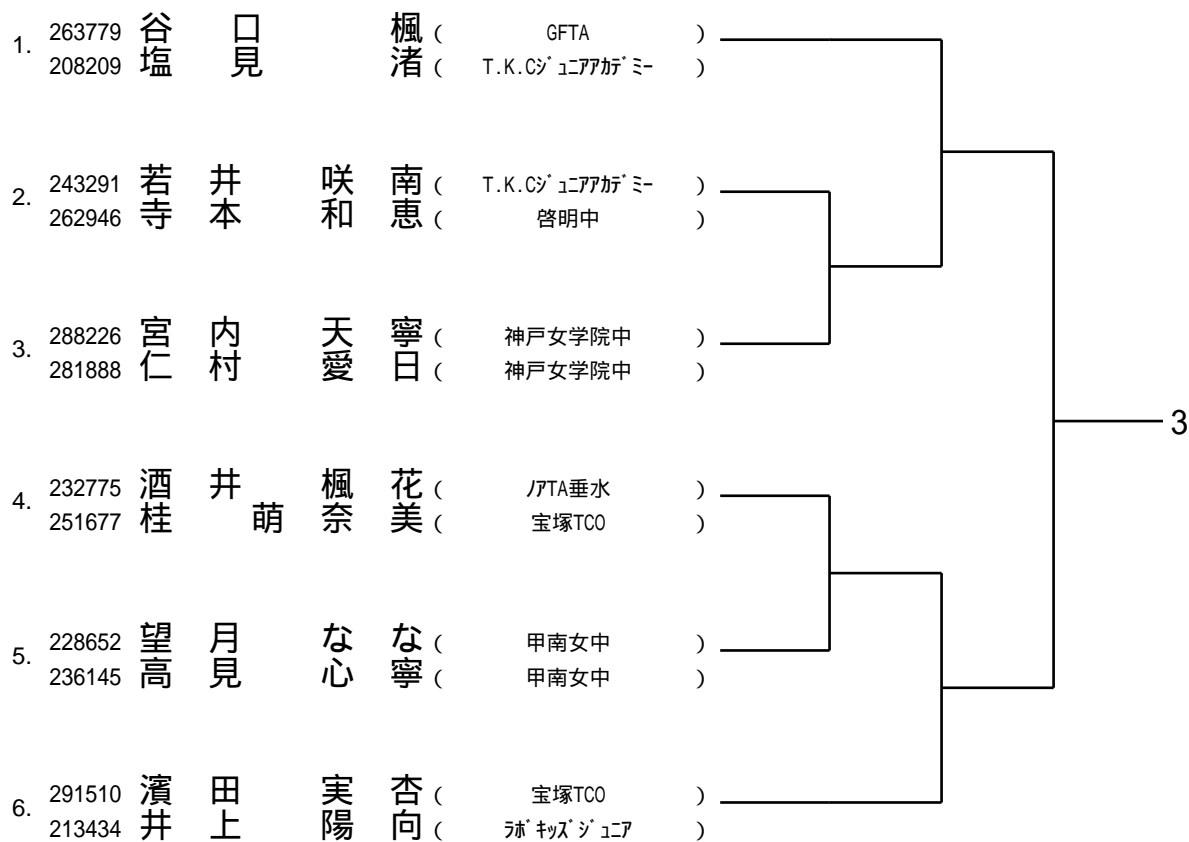 1. 263779 谷口 楓 ( GFTA )
208209 塩見 渚 ( T.K.Cｼﾞｭﾆｱｱｶﾃﾞﾐｰ )
2. 243291 若井 咲南 ( T.K.Cｼﾞｭﾆｱｱｶﾃﾞﾐｰ )
262946 寺本 和恵 ( 啓明中 )
3. 288226 宮内 天寧 ( 神戸女学院中 )
281888 仁村 愛日 ( 神戸女学院中 )
3
4. 232775 酒井 楓花 ( ﾉｱTA垂水 )
251677 桂 萌奈美 ( 宝塚TCO )
5. 228652 望月 なな ( 甲南女中 )
236145 高見 心寧 ( 甲南女中 )
6. 291510 濱田 実杏 ( 宝塚TCO )
213434 井上 陽向 ( ﾗﾎﾞｷｯｽﾞｼﾞｭﾆｱ )